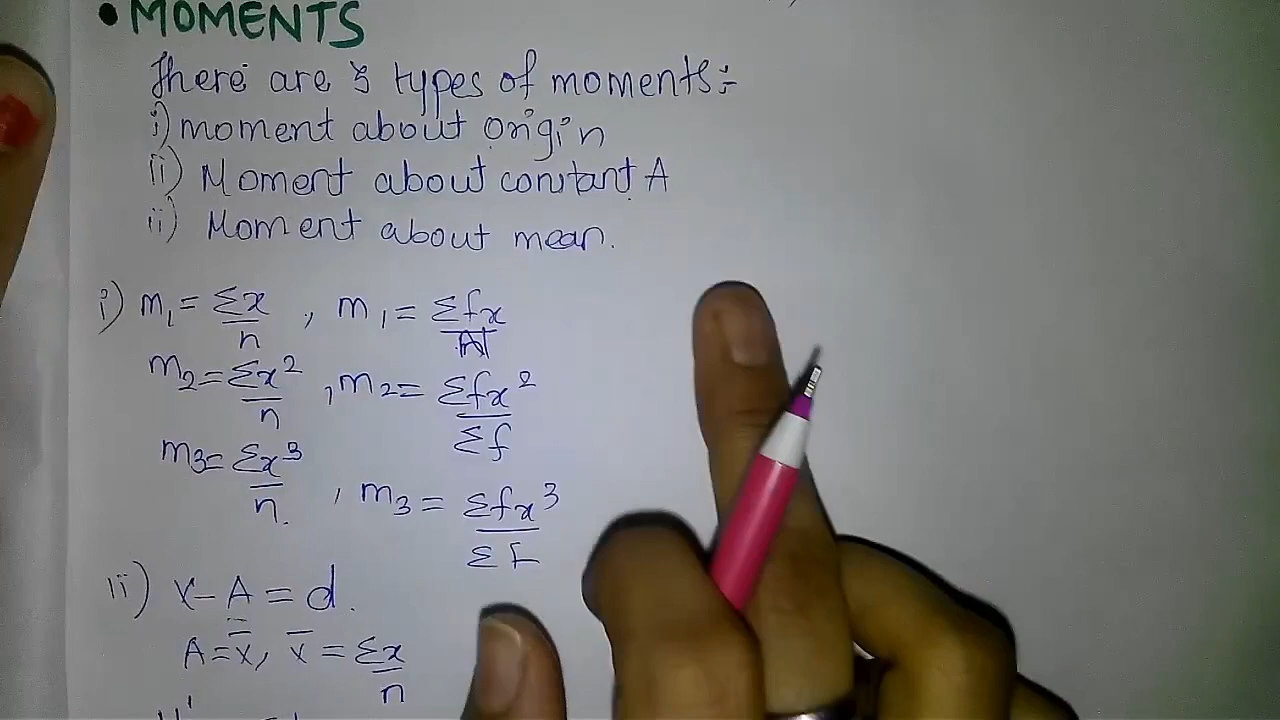 • MOMENTS
There are 3 types of moments:-
i) moment about origin
ii) Moment about constant A
ii) Moment about mean.
i) m₁ = Σx/n , m₁ = Σfx/N
m₂ = Σx²/n , m₂ = Σfx²/Σf
m₃ = Σx³/n. , m₃ = Σfx³/Σf
ii) x - A = d.
A = x̄, x̄ = Σx/n